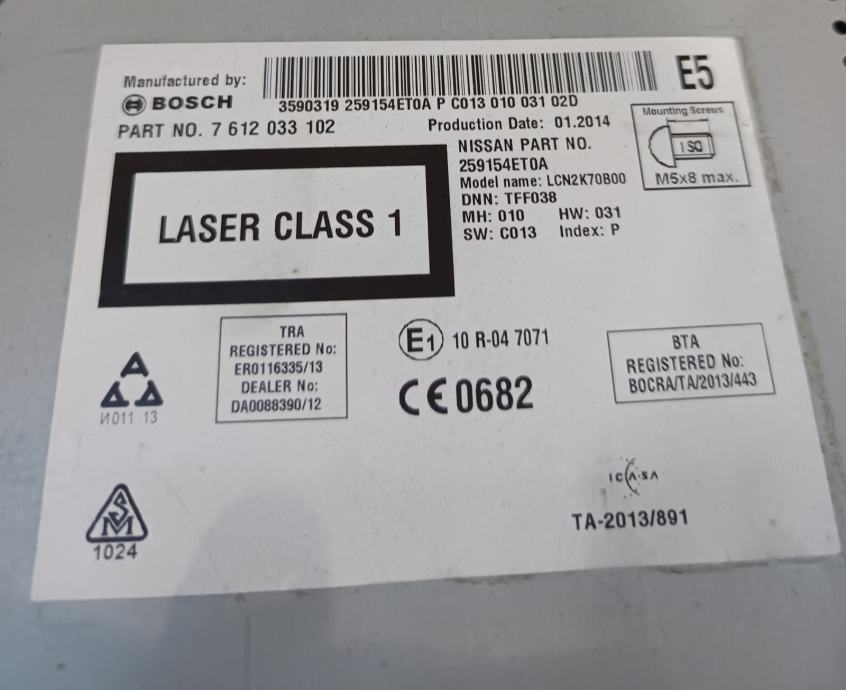 Manufactured by:
BOSCH
3590319 259154ET0A P C013 010 031 02D
E5
PART NO. 7 612 033 102
Production Date: 01.2014
Mounting Screws
ISO
M5x8 max.
NISSAN PART NO.
259154ET0A
Model name: LCN2K70B00
DNN: TFF038
MH: 010 HW: 031
SW: C013 Index: P
LASER CLASS 1
TRA
REGISTERED No:
ER0116335/13
DEALER No:
DA0088390/12
E1 10 R-04 7071
CE 0682
BTA
REGISTERED No:
BOCRA/TA/2013/443
И011 13
SM
1024
ICASA
TA-2013/891